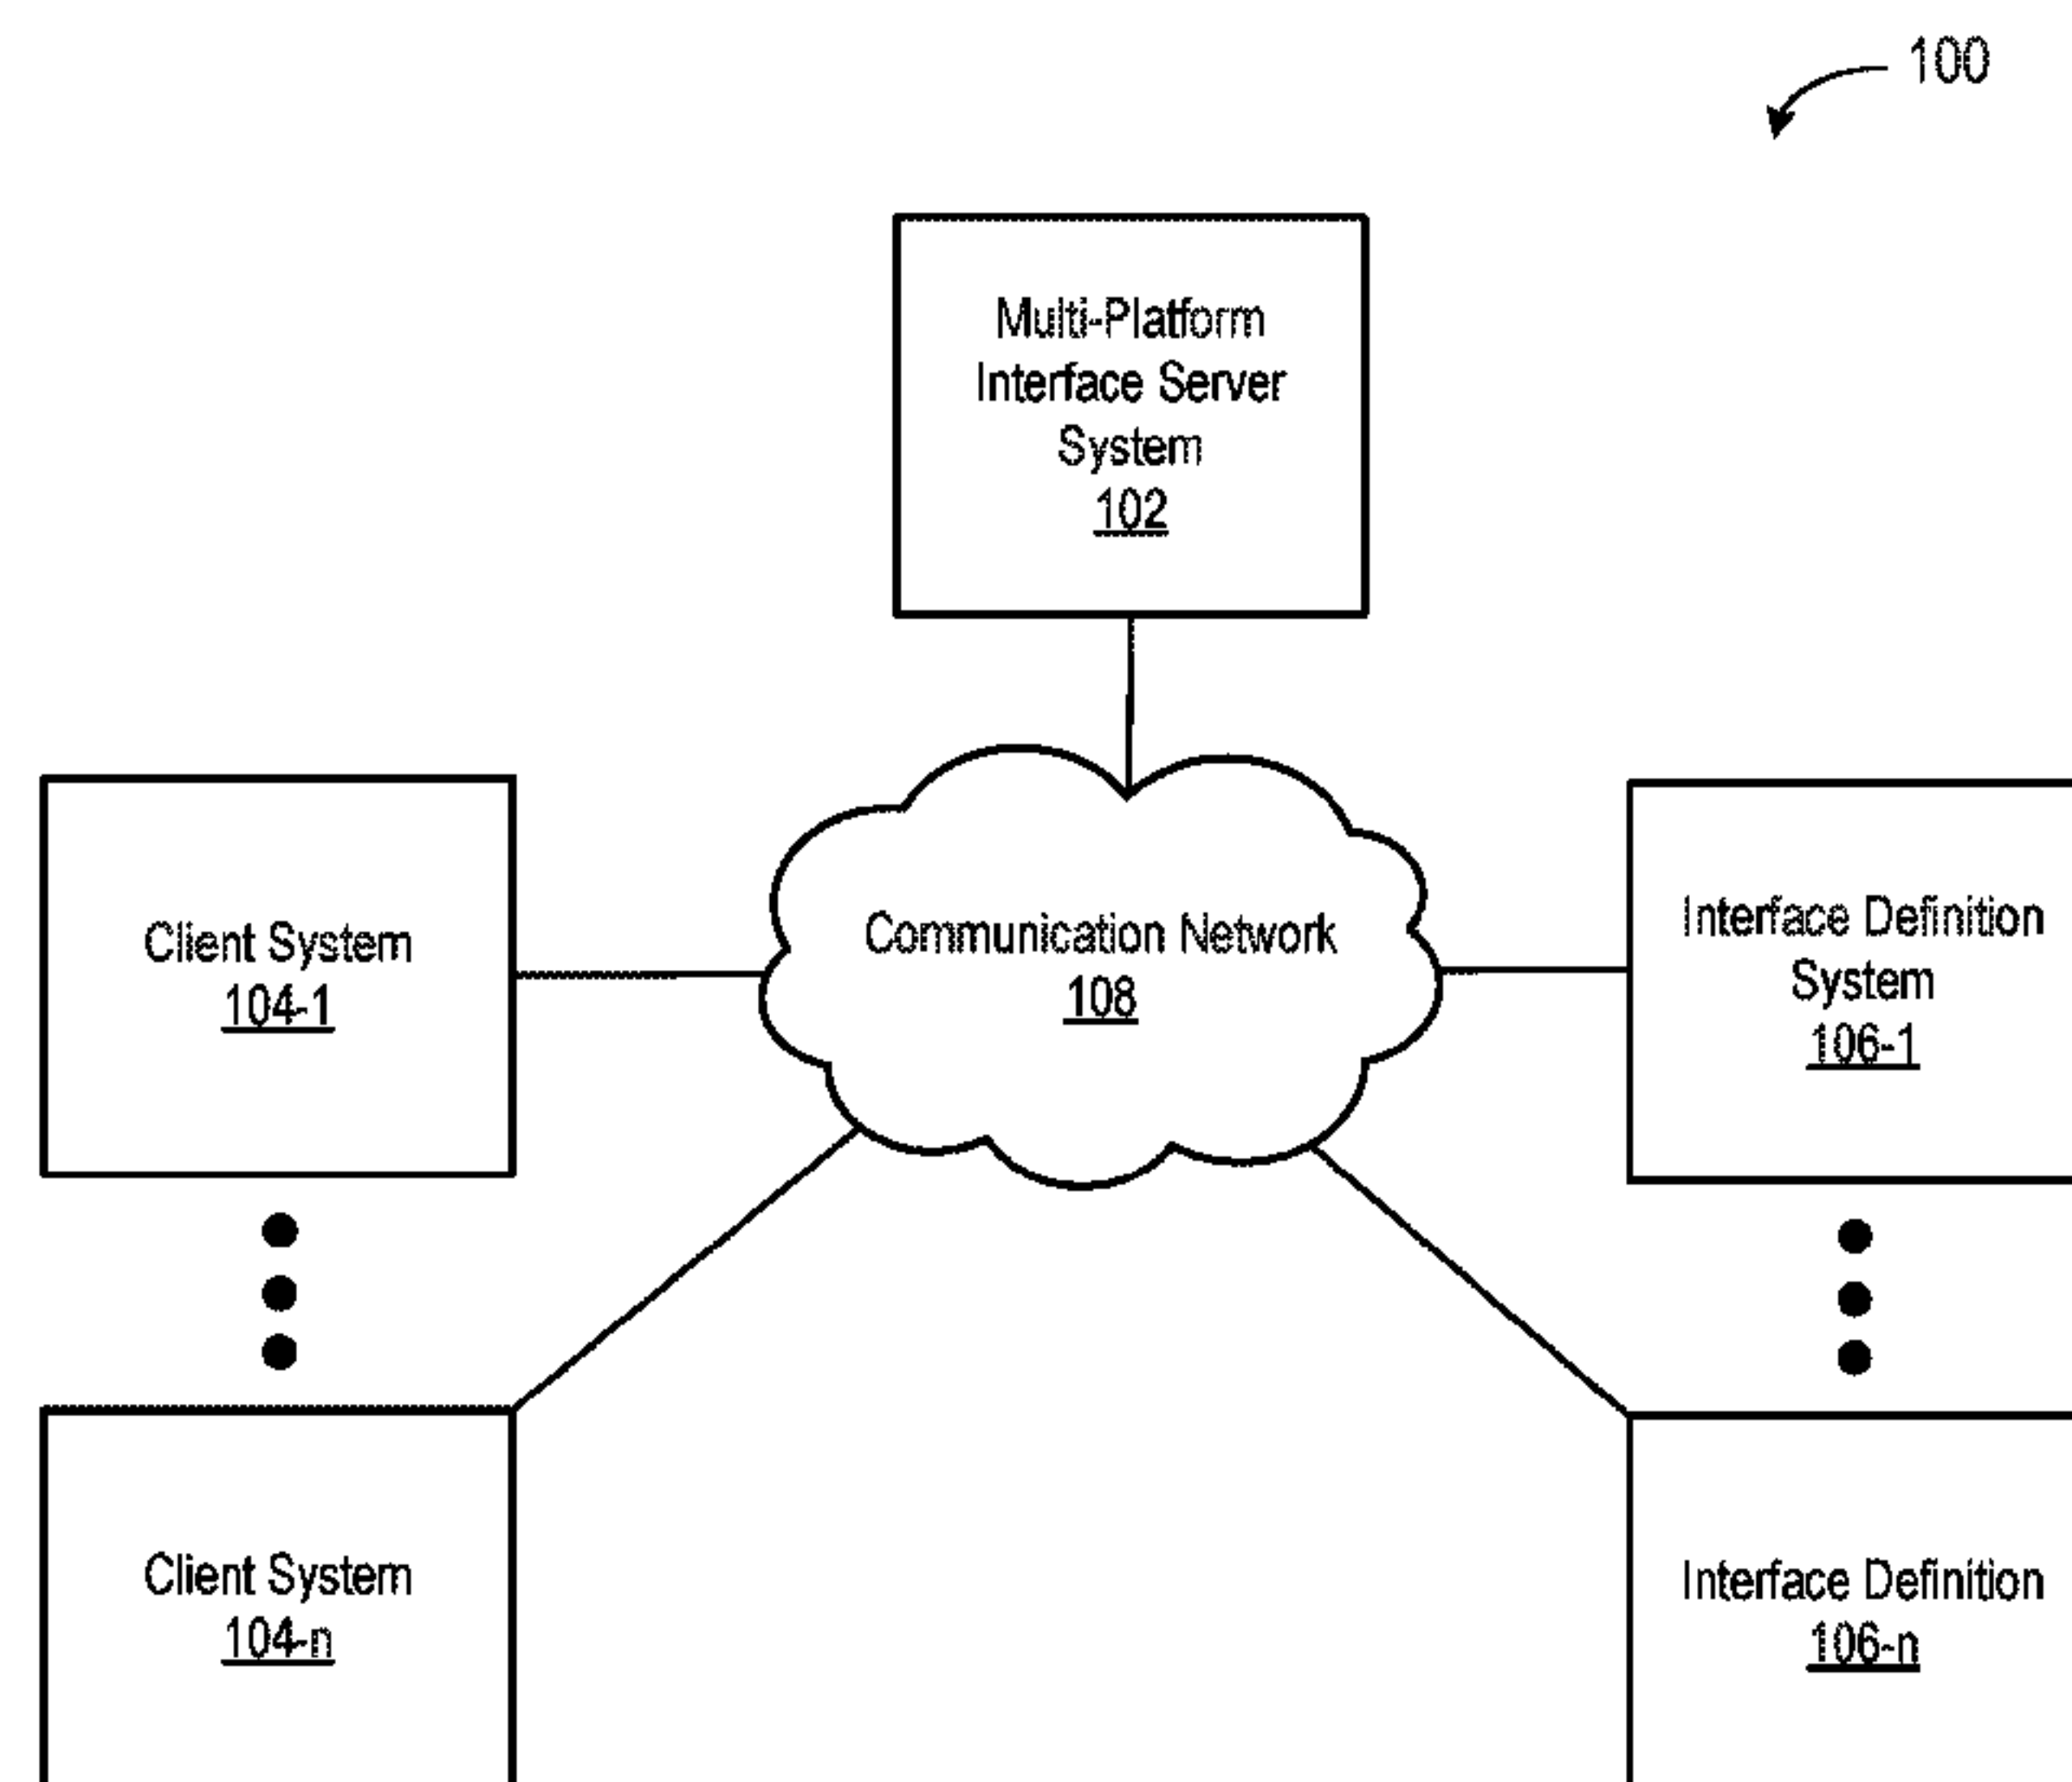 100
Multi-Platform
Interface Server
System
102
Client System
104-1
Communication Network
108
Interface Definition
System
106-1
Client System
104-n
Interface Definition
106-n